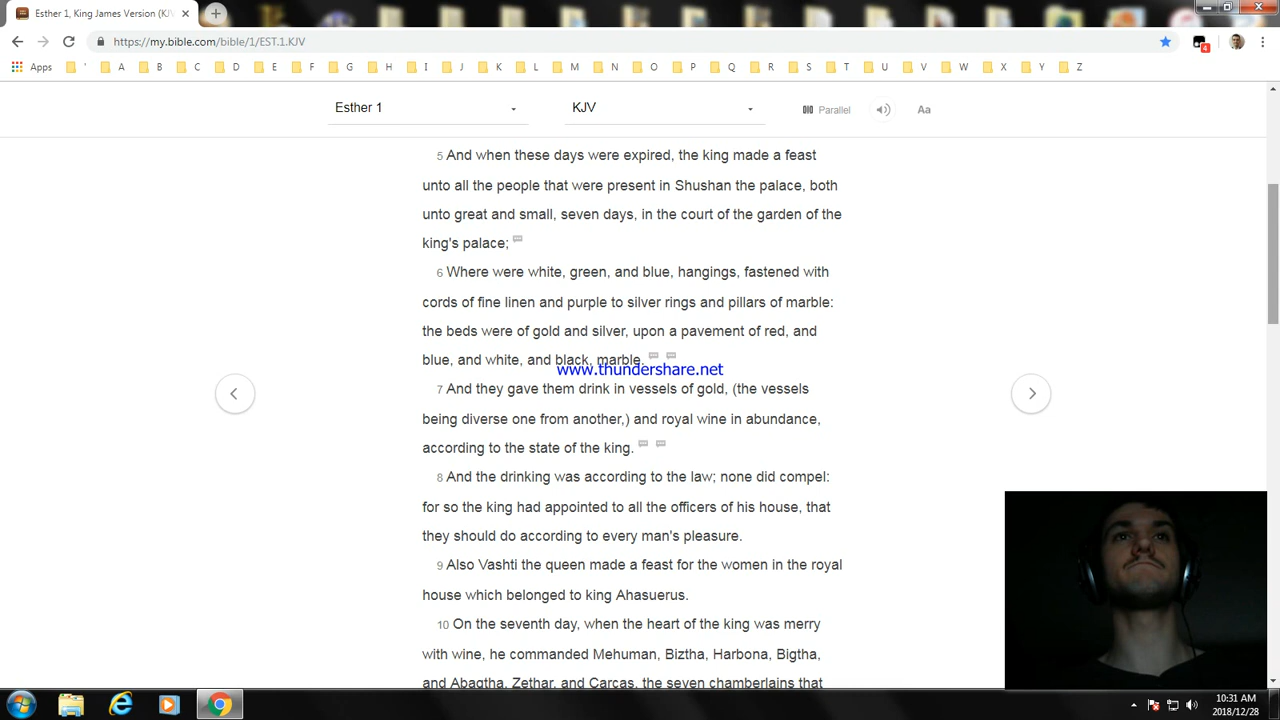 Esther 1, King James Version (KJV
https://my.bible.com/bible/1/EST.1.KJV
4
Apps ' A B C D E F G H I J K L M N O P Q R S T U V W X Y Z
Esther 1 KJV Parallel Aa
5 And when these days were expired, the king made a feast
unto all the people that were present in Shushan the palace, both
unto great and small, seven days, in the court of the garden of the
king's palace;
6 Where were white, green, and blue, hangings, fastened with
cords of fine linen and purple to silver rings and pillars of marble:
the beds were of gold and silver, upon a pavement of red, and
blue, and white, and black, marble.
www.thundershare.net
7 And they gave them drink in vessels of gold, (the vessels
being diverse one from another,) and royal wine in abundance,
according to the state of the king.
8 And the drinking was according to the law; none did compel:
for so the king had appointed to all the officers of his house, that
they should do according to every man's pleasure.
9 Also Vashti the queen made a feast for the women in the royal
house which belonged to king Ahasuerus.
10 On the seventh day, when the heart of the king was merry
with wine, he commanded Mehuman, Biztha, Harbona, Bigtha,
and Abagtha, Zethar, and Carcas, the seven chamberlains that
10:31 AM
2018/12/28